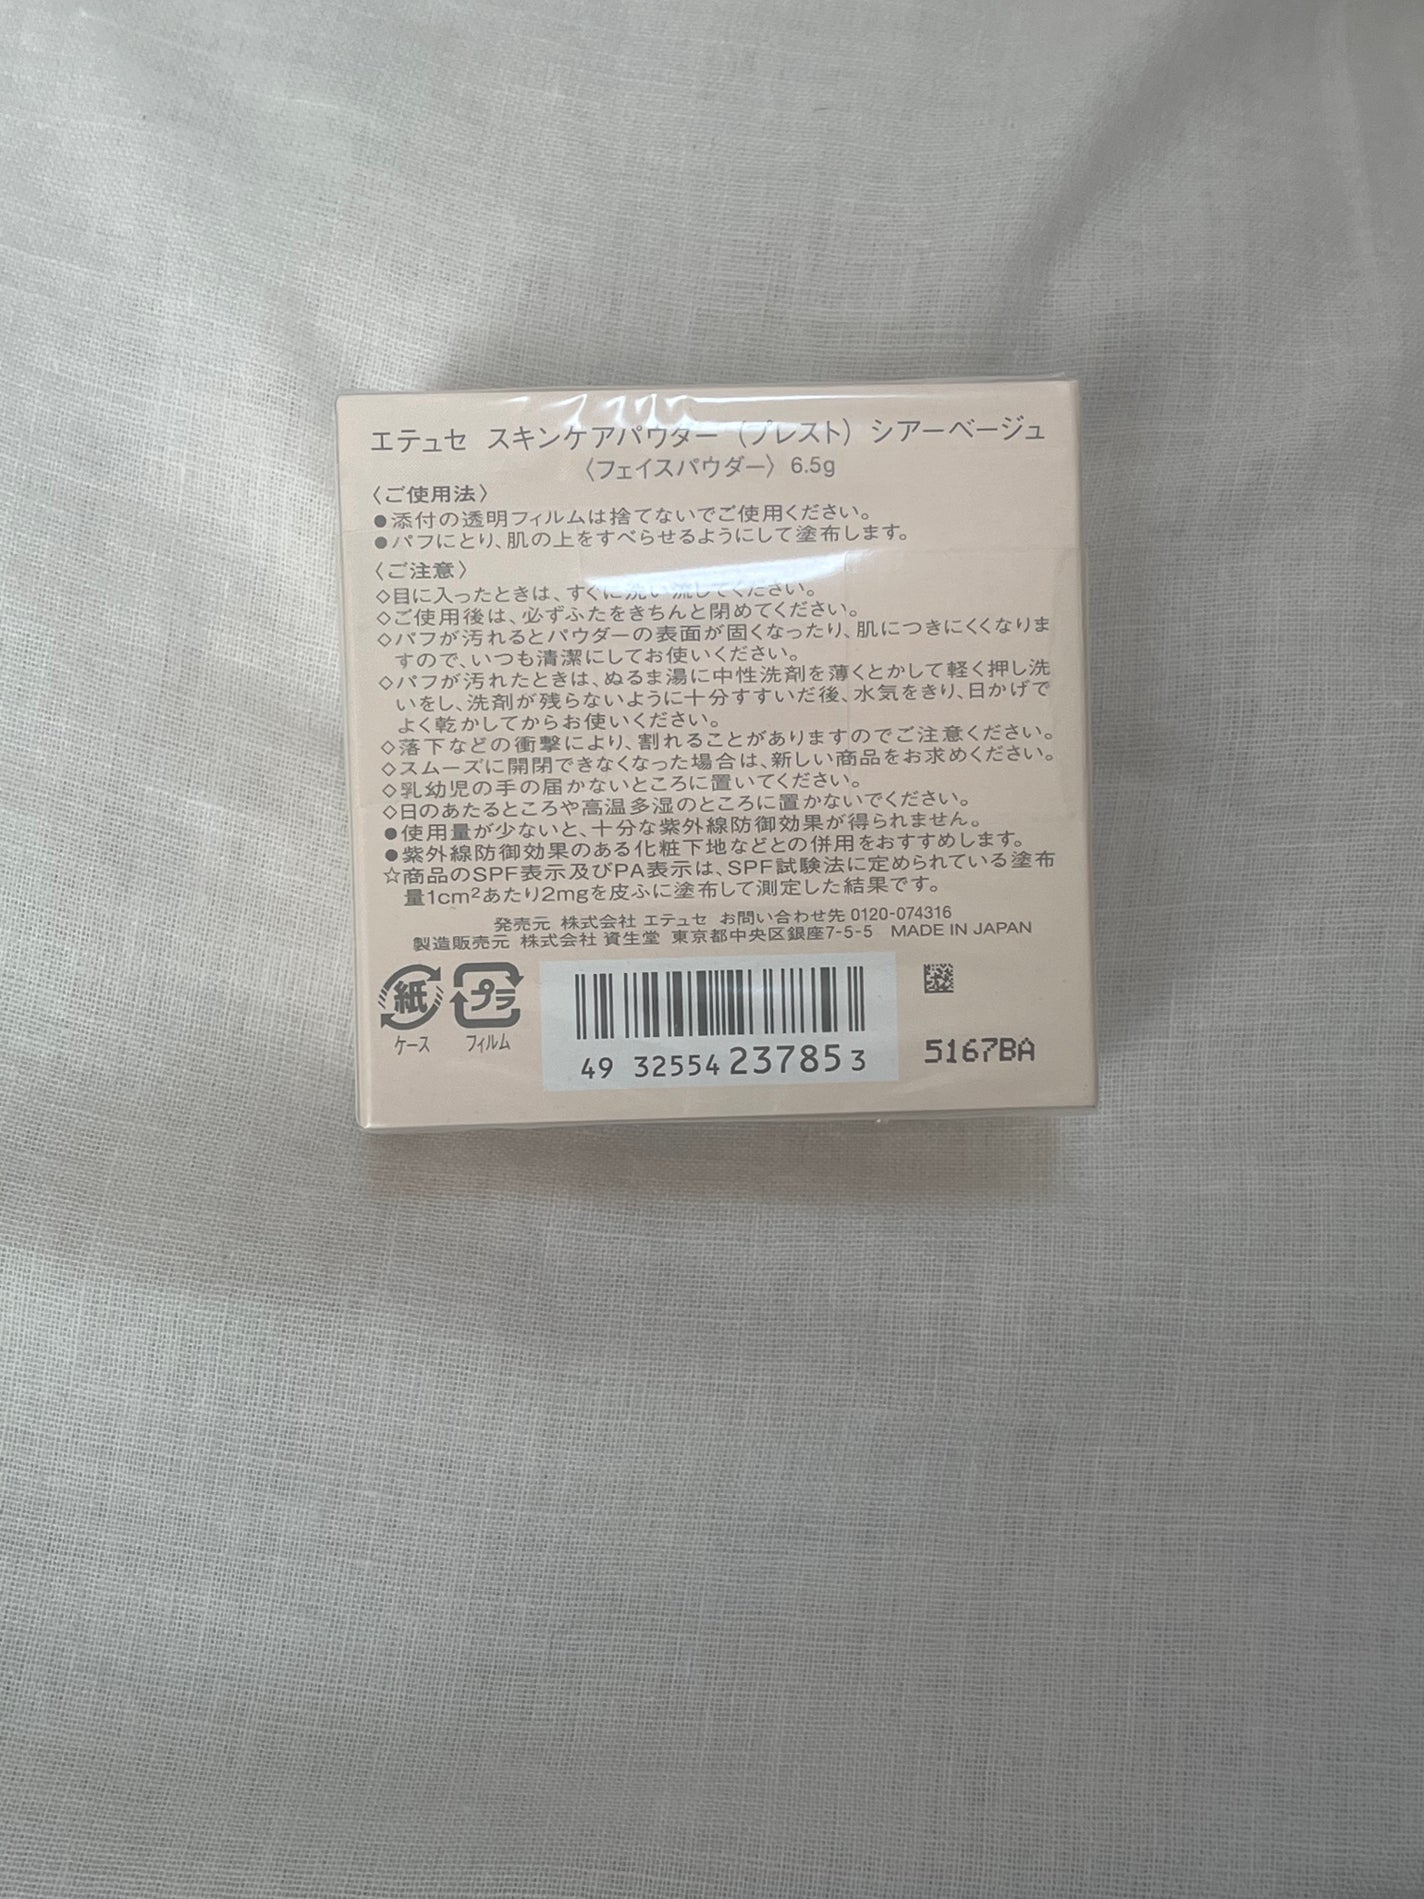 エテュセ スキンケアパウダー（プレスト）シアーベージュ
〈フェイスパウダー〉6.5g
〈ご使用法〉
●添付の透明フィルムは捨てないでご使用ください。
●パフにとり、肌の上をすべらせるようにして塗布します。
〈ご注意〉
◇目に入ったときは、すぐに洗い流してください。
◇ご使用後は、必ずふたをきちんと閉めてください。
◇パフが汚れるとパウダーの表面が固くなったり、肌につきにくくなりま
すので、いつも清潔にしてお使いください。
◇パフが汚れたときは、ぬるま湯に中性洗剤を薄くとかして軽く押し洗
いをし、洗剤が残らないように十分すすいだ後、水気をきり、日かげで
よく乾かしてからお使いください。
◇落下などの衝撃により、割れることがありますのでご注意ください。
◇スムーズに開閉できなくなった場合は、新しい商品をお求めください。
◇乳幼児の手の届かないところに置いてください。
◇日のあたるところや高温多湿のところに置かないでください。
●使用量が少ないと、十分な紫外線防御効果が得られません。
●紫外線防御効果のある化粧下地などとの併用をおすすめします。
☆商品のSPF表示及びPA表示は、SPF試験法に定められている塗布
量1cm²あたり2mgを皮ふに塗布して測定した結果です。
発売元 株式会社 エテュセ お問い合わせ先 0120-074316
製造販売元 株式会社 資生堂 東京都中央区銀座7-5-5 MADE IN JAPAN
紙 プラ
ケース フィルム
49 32554 23785 3
5167BA